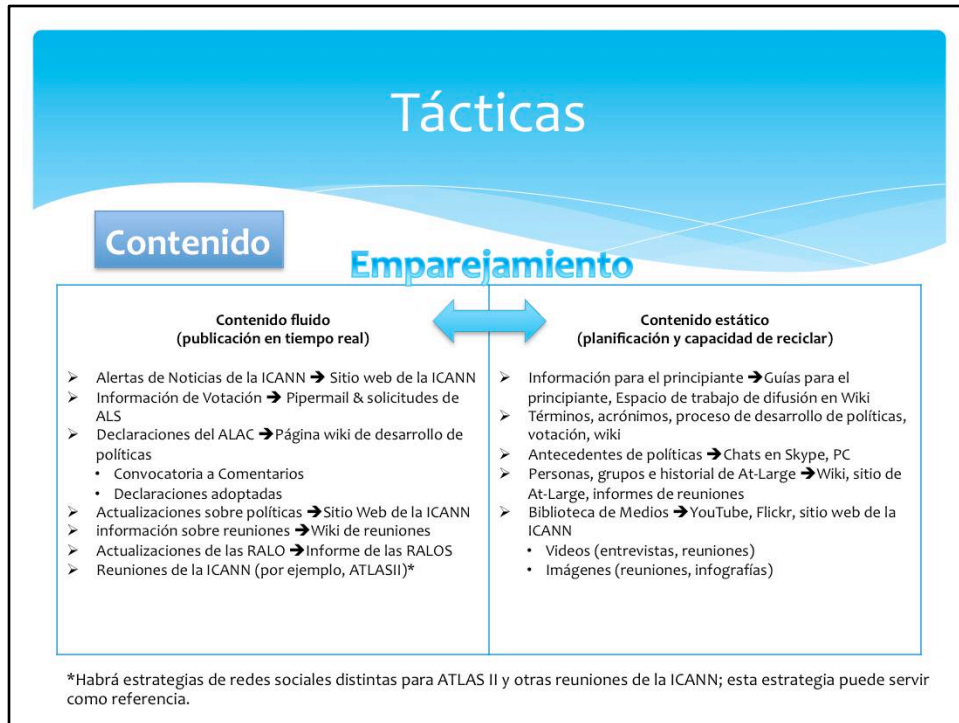 Tácticas
Contenido
Emparejamiento
Contenido fluido
(publicación en tiempo real)
➢ Alertas de Noticias de la ICANN ➔ Sitio web de la ICANN
➢ Información de Votación ➔ Pipermail & solicitudes de
ALS
➢ Declaraciones del ALAC ➔Página wiki de desarrollo de
políticas
• Convocatoria a Comentarios
• Declaraciones adoptadas
➢ Actualizaciones sobre políticas ➔Sitio Web de la ICANN
➢ información sobre reuniones ➔Wiki de reuniones
➢ Actualizaciones de las RALO ➔Informe de las RALOS
➢ Reuniones de la ICANN (por ejemplo, ATLASII)*
Contenido estático
(planificación y capacidad de reciclar)
➢ Información para el principiante ➔Guías para el
principiante, Espacio de trabajo de difusión en Wiki
➢ Términos, acrónimos, proceso de desarrollo de políticas,
votación, wiki
➢ Antecedentes de políticas ➔Chats en Skype, PC
➢ Personas, grupos e historial de At-Large ➔Wiki, sitio de
At-Large, informes de reuniones
➢ Biblioteca de Medios ➔YouTube, Flickr, sitio web de la
ICANN
• Videos (entrevistas, reuniones)
• Imágenes (reuniones, infografías)
*Habrá estrategias de redes sociales distintas para ATLAS II y otras reuniones de la ICANN; esta estrategia puede servir
como referencia.